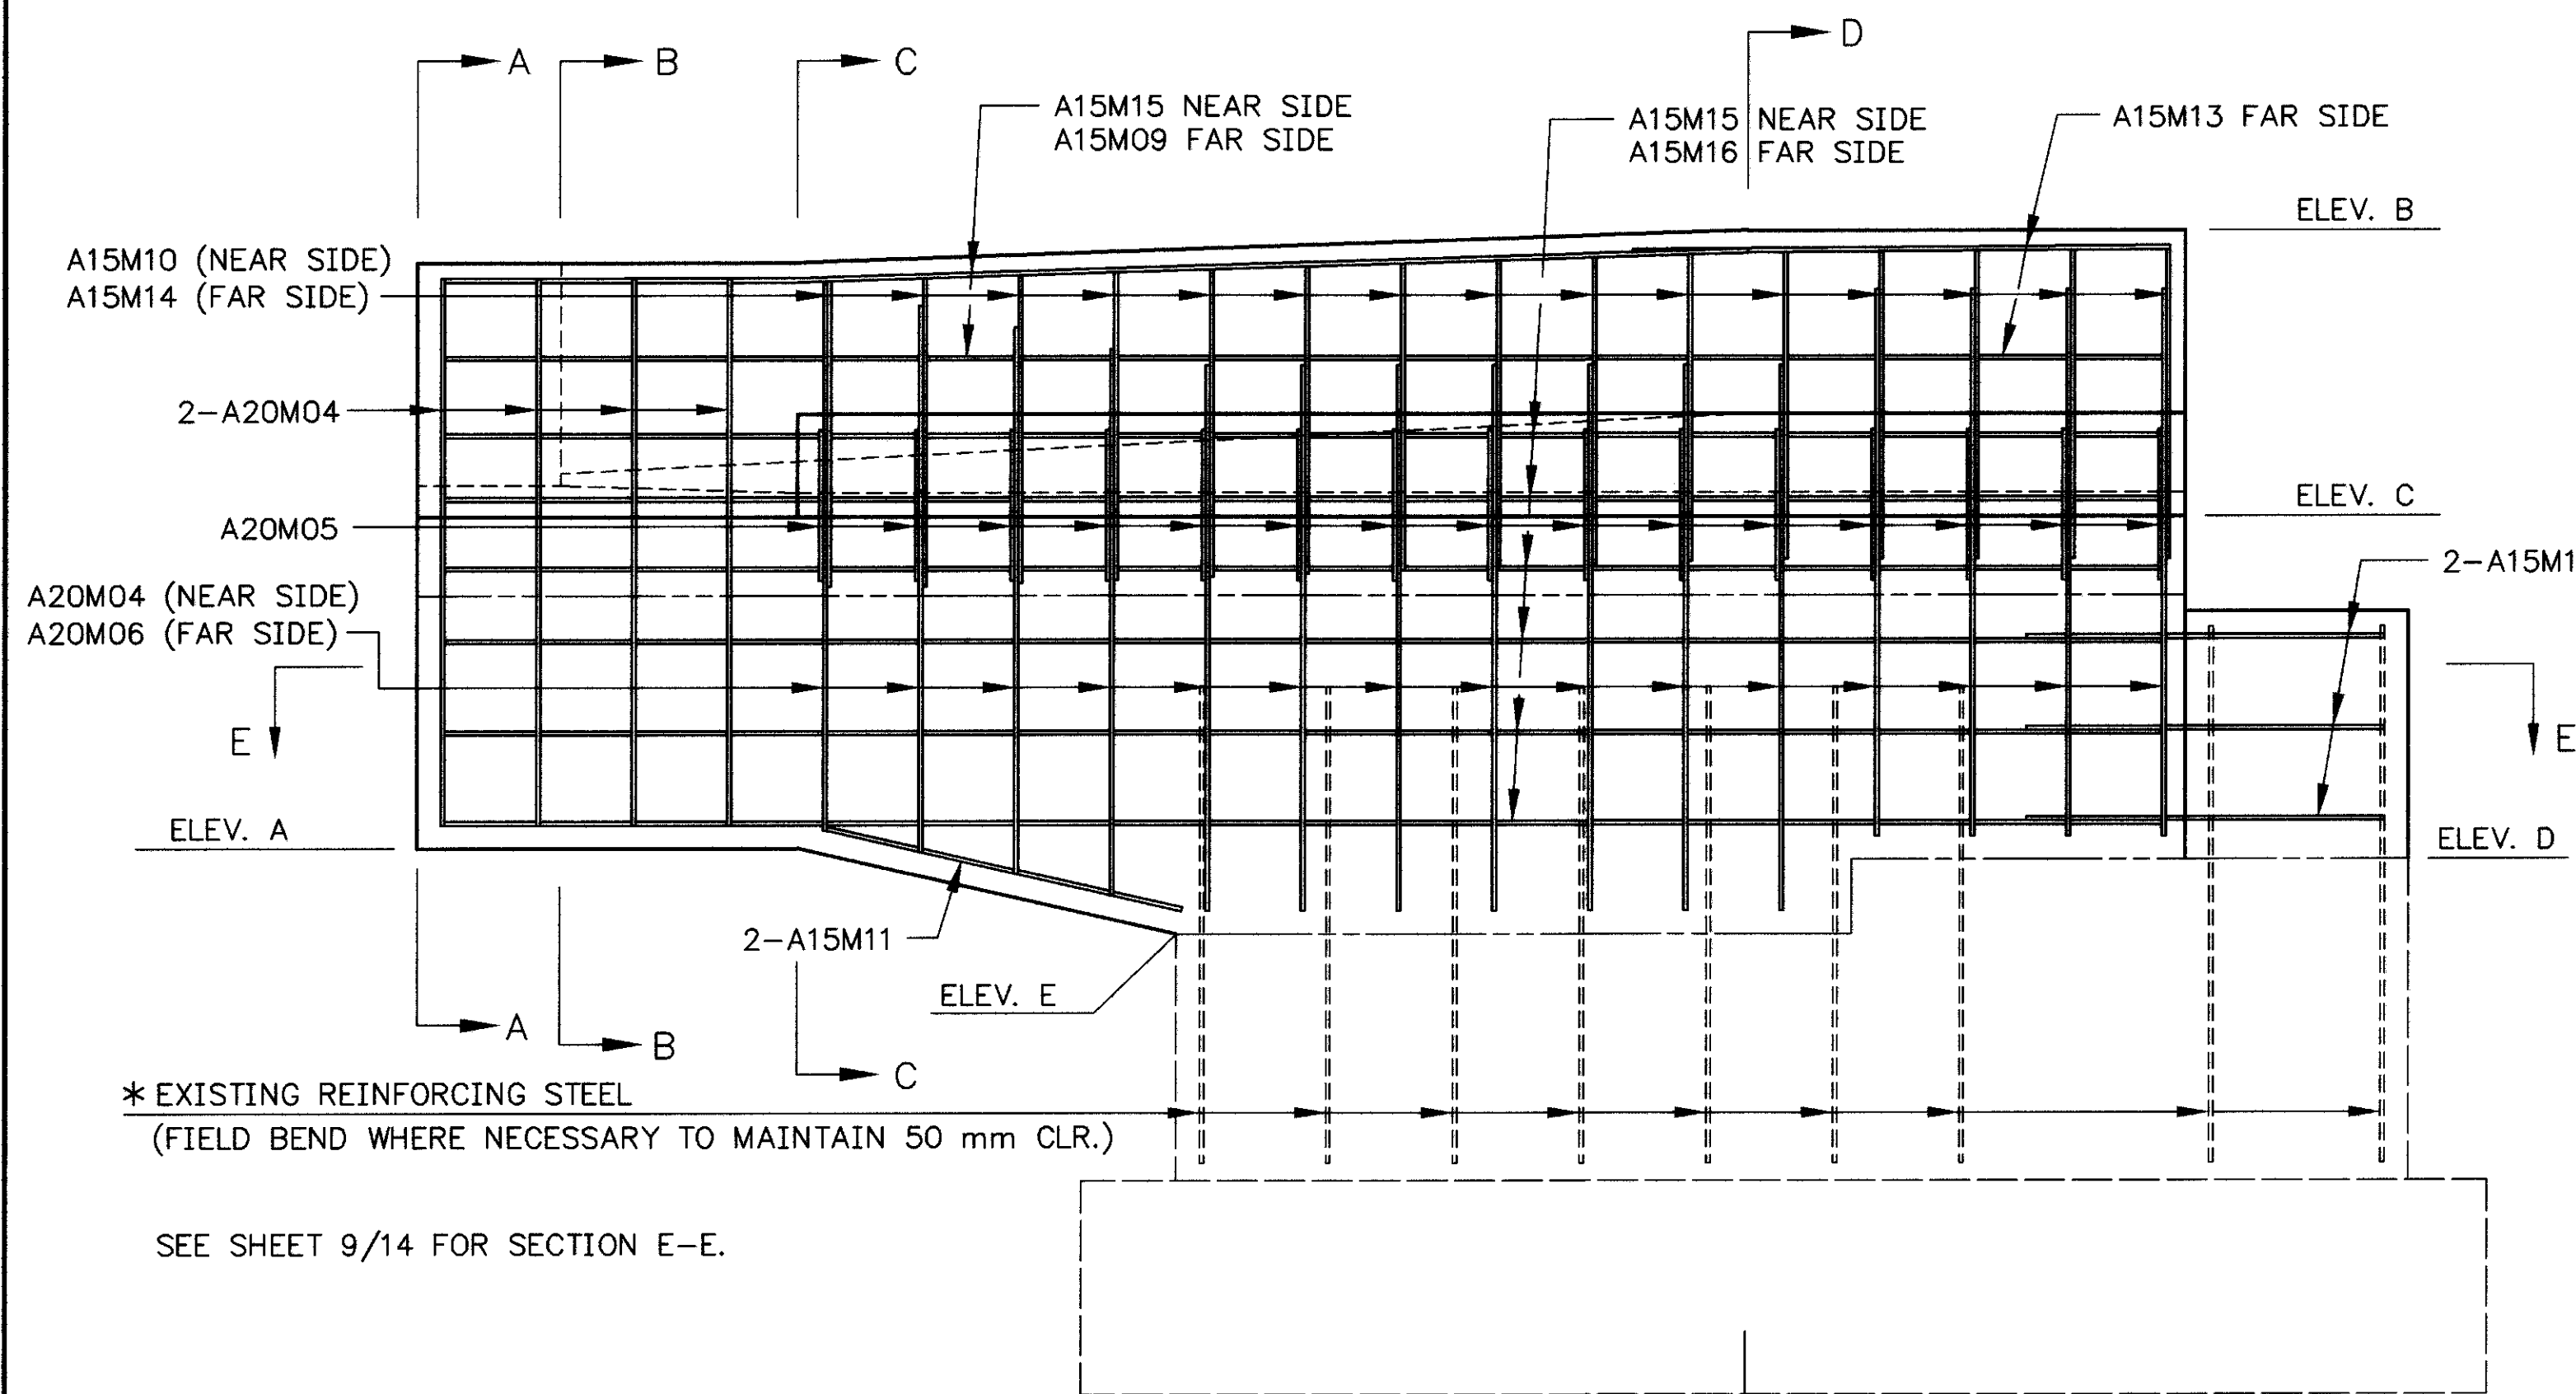 D
A
B
C
A15M15 NEAR SIDE
A15M09 FAR SIDE
A15M15 NEAR SIDE
A15M16 FAR SIDE
A15M13 FAR SIDE
ELEV. B
A15M10 (NEAR SIDE)
A15M14 (FAR SIDE)
2-A20M04
ELEV. C
A20M05
2-A15M1
A20M04 (NEAR SIDE)
A20M06 (FAR SIDE)
E
E
ELEV. A
ELEV. D
2-A15M11
ELEV. E
A
B
C
* EXISTING REINFORCING STEEL
(FIELD BEND WHERE NECESSARY TO MAINTAIN 50 mm CLR.)
SEE SHEET 9/14 FOR SECTION E-E.